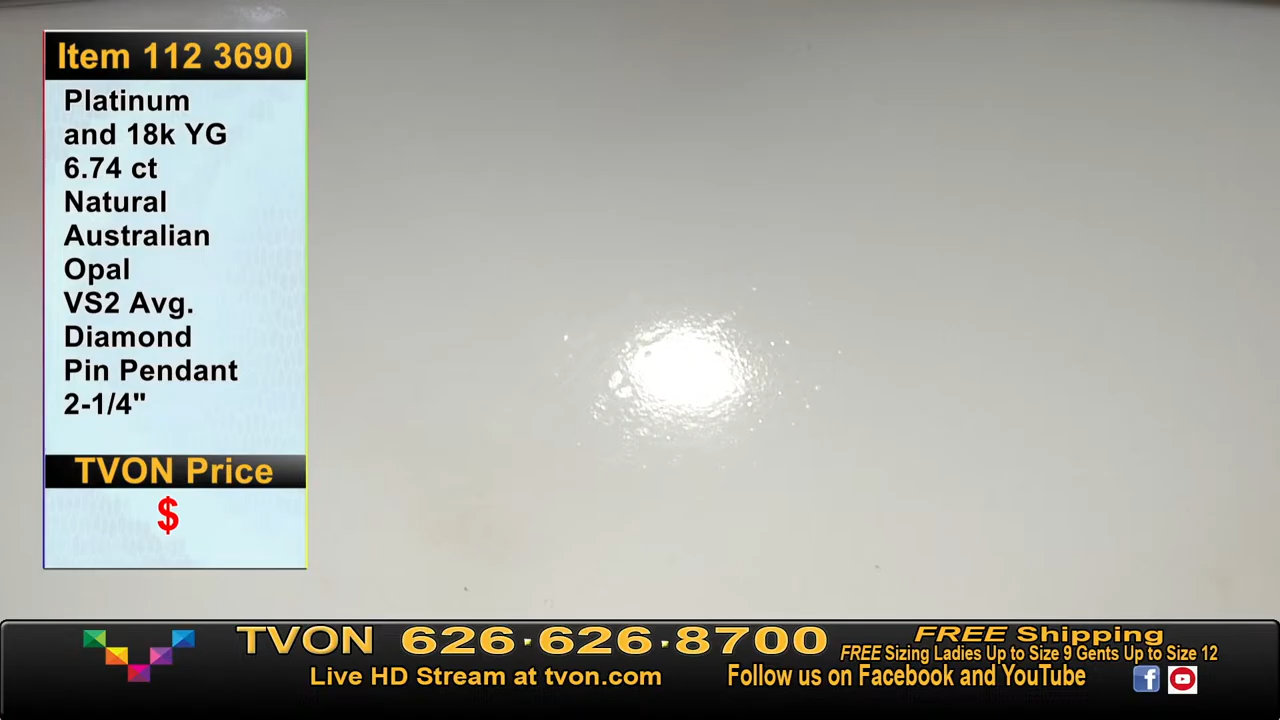 Item 112 3690
Platinum
and 18k YG
6.74 ct
Natural
Australian
Opal
VS2 Avg.
Diamond
Pin Pendant
2-1/4"
TVON Price
$
TVON 626·626·8700
Live HD Stream at tvon.com
FREE Shipping
FREE Sizing Ladies Up to Size 9 Gents Up to Size 12
Follow us on Facebook and YouTube